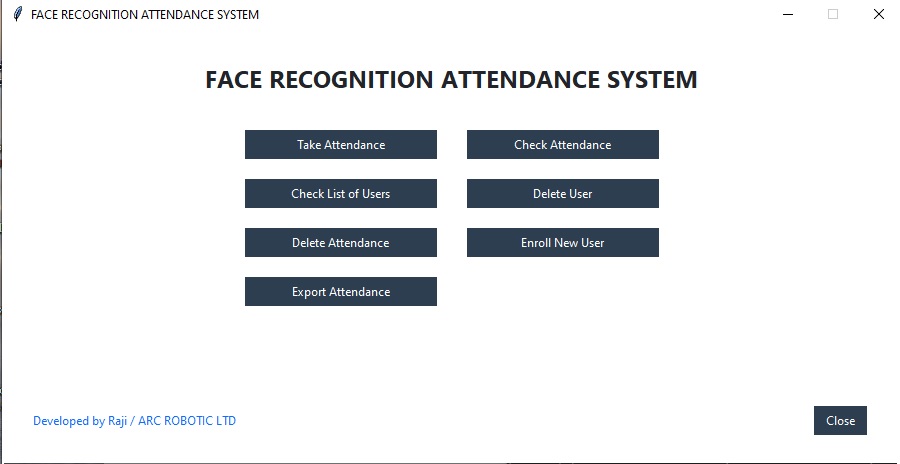 FACE RECOGNITION ATTENDANCE SYSTEM
FACE RECOGNITION ATTENDANCE SYSTEM
Take Attendance
Check Attendance
Check List of Users
Delete User
Delete Attendance
Enroll New User
Export Attendance
Developed by Raji / ARC ROBOTIC LTD
Close